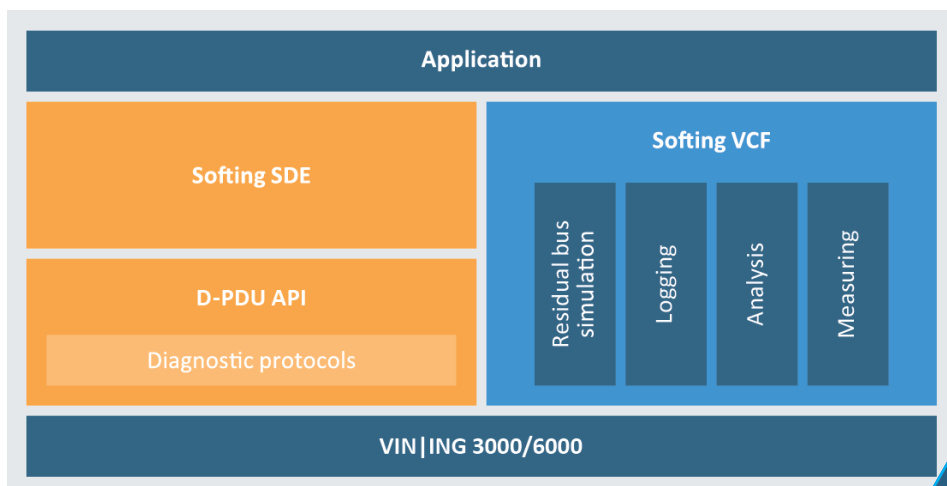 Application
Softing SDE
D-PDU API
Diagnostic protocols
Softing VCF
Residual bus
simulation
Logging
Analysis
Measuring
VIN|ING 3000/6000